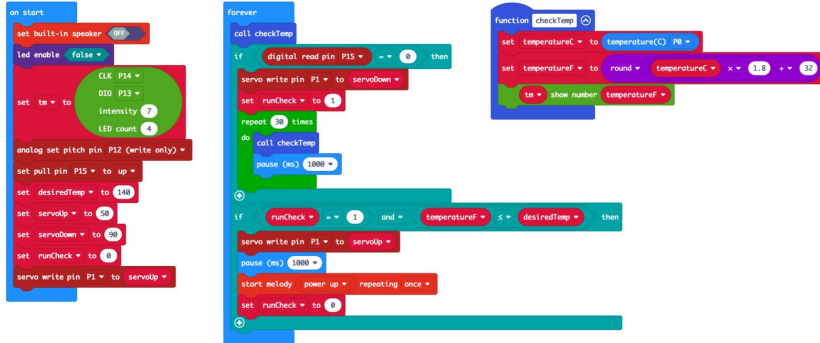 on start
set built-in speaker OFF
led enable false
set tm to
CLK P14
DIO P13
intensity 7
LED count 4
analog set pitch pin P12 (write only)
set pull pin P15 to up
set desiredTemp to 140
set servoUp to 50
set servoDown to 90
set runCheck to 0
servo write pin P1 to servoUp
forever
call checkTemp
if digital read pin P15 = 0 then
servo write pin P1 to servoDown
set runCheck to 1
repeat 30 times
do call checkTemp
pause (ms) 1000
if runCheck = 1 and temperatureF ≤ desiredTemp then
servo write pin P1 to servoUp
pause (ms) 1000
start melody power up repeating once
set runCheck to 0
function checkTemp
set temperatureC to temperature(C) P0
set temperatureF to round temperatureC × 1.8 + 32
tm show number temperatureF